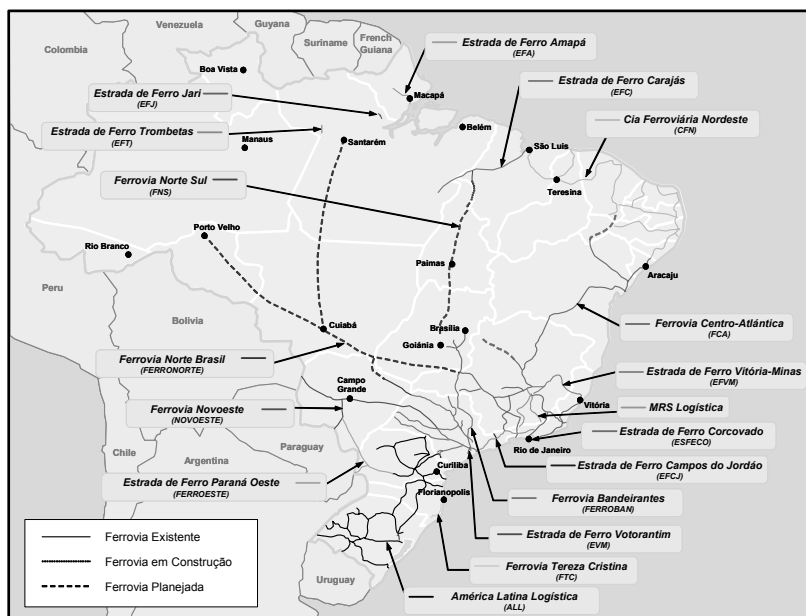 Venezuela
Guyana
Suriname
French
Guiana
Colombia
Estrada de Ferro Amapá
(EFA)
Boa Vista
Estrada de Ferro Jari
(EFJ)
Macapá
Estrada de Ferro Carajás
(EFC)
Estrada de Ferro Trombetas
(EFT)
Manaus
Santarém
Belém
Cia Ferroviária Nordeste
(CFN)
São Luis
Teresina
Ferrovia Norte Sul
(FNS)
Porto Velho
Rio Branco
Palmas
Aracaju
Peru
Bolivia
Cuiabá
Brasília
Goiánia
Ferrovia Centro-Atlántica
(FCA)
Ferrovia Norte Brasil
(FERRONORTE)
Estrada de Ferro Vitória-Minas
(EFVM)
Campo
Grande
Vitória
Ferrovia Novoeste
(NOVOESTE)
MRS Logística
Estrada de Ferro Corcovado
(ESFECO)
Rio de Janeiro
Chile
Argentina
Paraguay
Estrada de Ferro Paraná Oeste
(FERROESTE)
Curiliba
Estrada de Ferro Campos do Jordáo
(EFCJ)
Florianopolis
Ferrovia Bandeirantes
(FERROBAN)
Ferrovia Existente
Ferrovia em Construção
Ferrovia Planejada
Estrada de Ferro Votorantim
(EVM)
Ferrovia Tereza Cristina
(FTC)
Uruguay
América Latina Logística
(ALL)